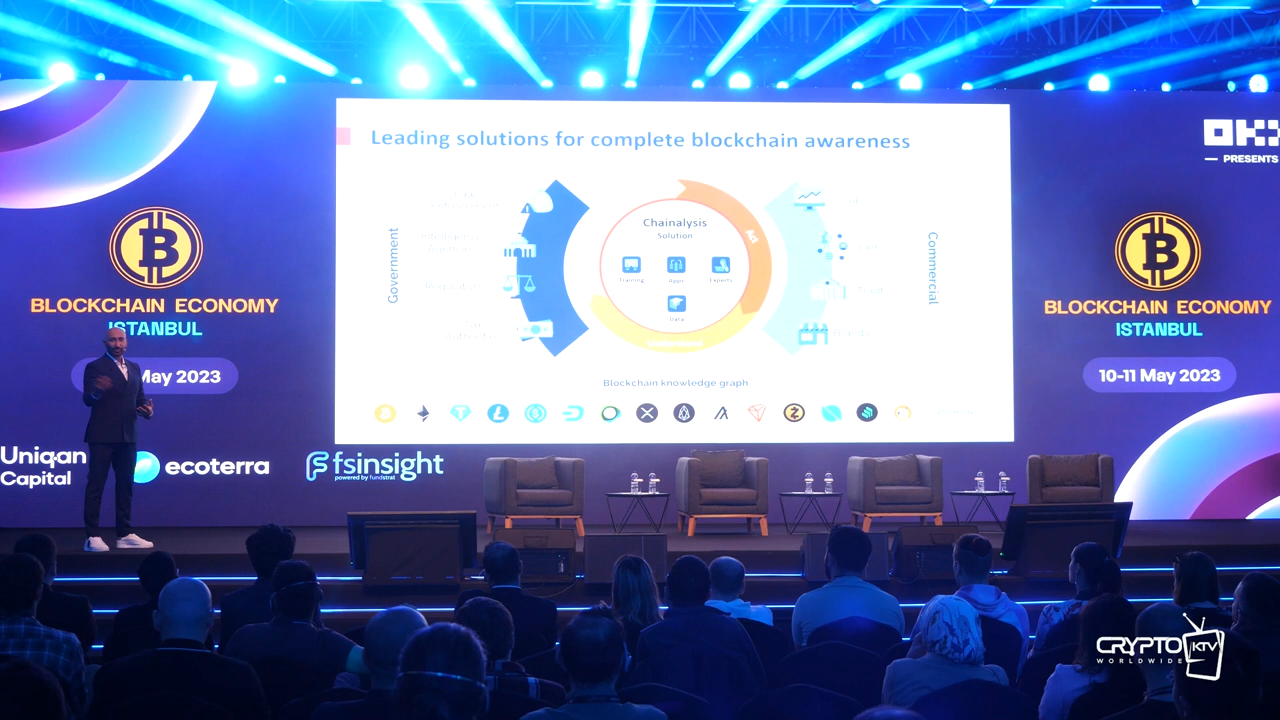 Leading solutions for complete blockchain awareness
PRESENTS
Chainalysis
Solution
Training
Apps
Experts
Data
Act
Government
Commercial
Blockchain knowledge graph
BLOCKCHAIN ECONOMY
ISTANBUL
May 2023
BLOCKCHAIN ECONOMY
ISTANBUL
10-11 May 2023
Uniqan
Capital
ecoterra
fsinsight
powered by fundstrat
CRYPTO
KTV
WORLDWIDE